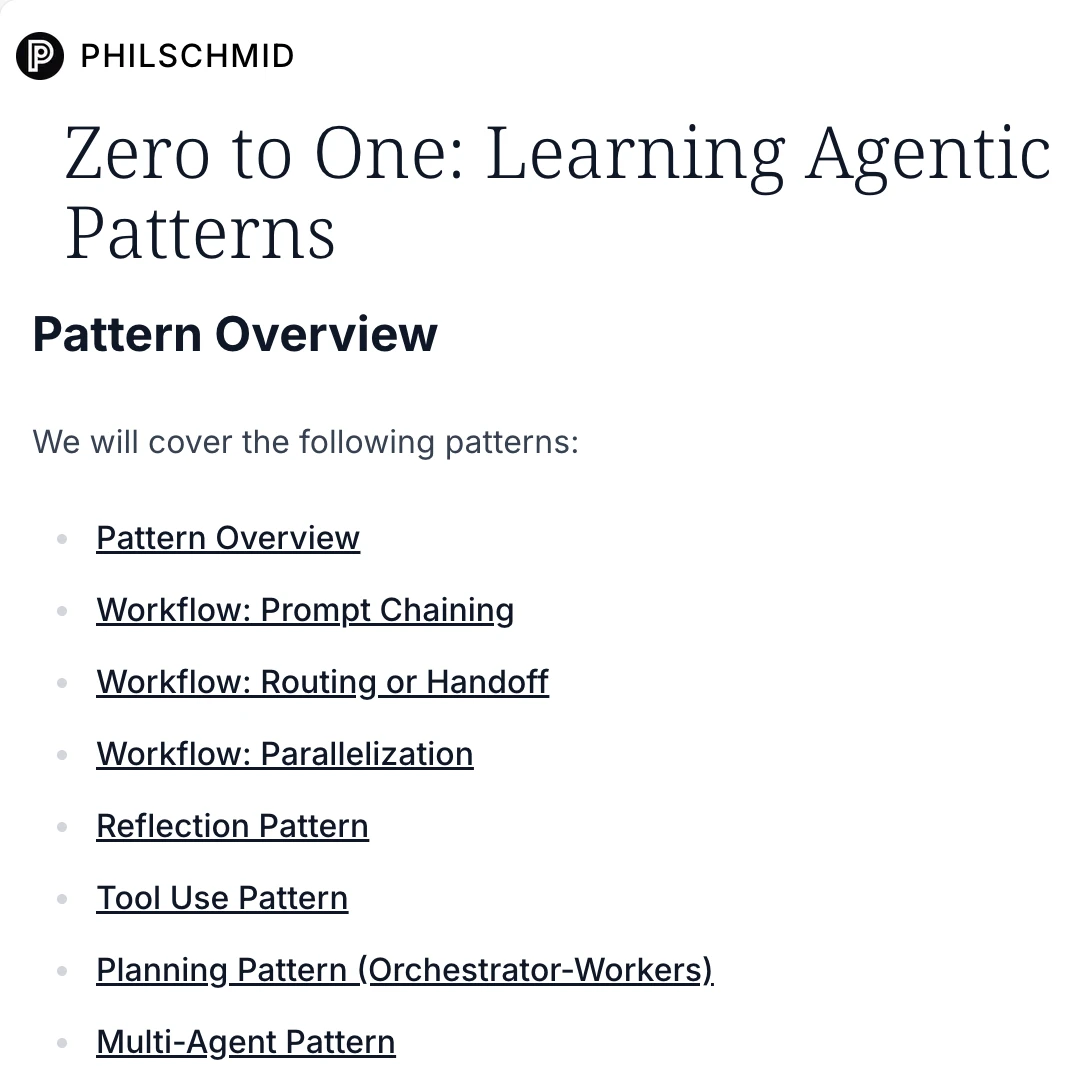 PHILSCHMID
Zero to One: Learning Agentic
Patterns
Pattern Overview
We will cover the following patterns:
Pattern Overview
Workflow: Prompt Chaining
Workflow: Routing or Handoff
Workflow: Parallelization
Reflection Pattern
Tool Use Pattern
Planning Pattern (Orchestrator-Workers)
Multi-Agent Pattern